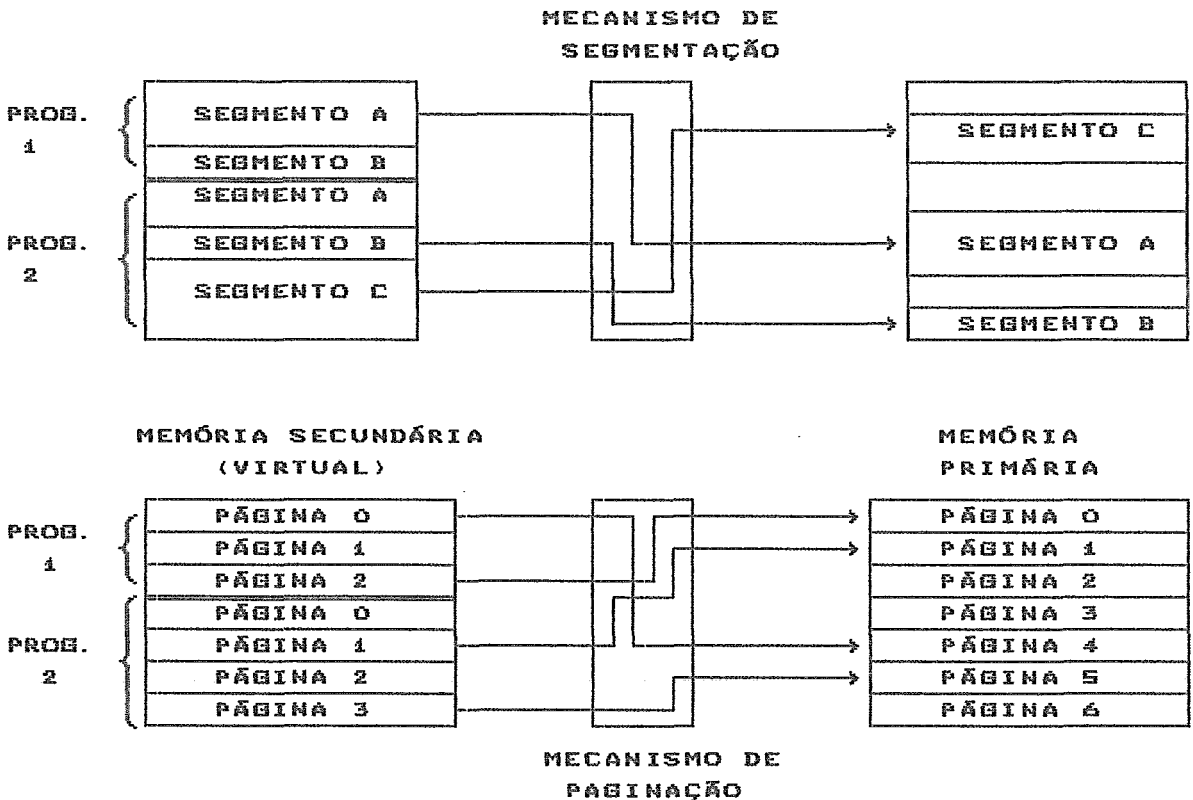 MECANISMO DE
SEGMENTAÇÃO
PROG.
1
SEGMENTO A
SEGMENTO B
PROG.
2
SEGMENTO A
SEGMENTO B
SEGMENTO C
SEGMENTO C
SEGMENTO A
SEGMENTO B
MEMÓRIA SECUNDÁRIA
(VIRTUAL)
MEMÓRIA
PRIMÁRIA
PROG.
1
PÁGINA 0
PÁGINA 1
PÁGINA 2
PROG.
2
PÁGINA 0
PÁGINA 1
PÁGINA 2
PÁGINA 3
PÁGINA 0
PÁGINA 1
PÁGINA 2
PÁGINA 3
PÁGINA 4
PÁGINA 5
PÁGINA 6
MECANISMO DE
PAGINAÇÃO